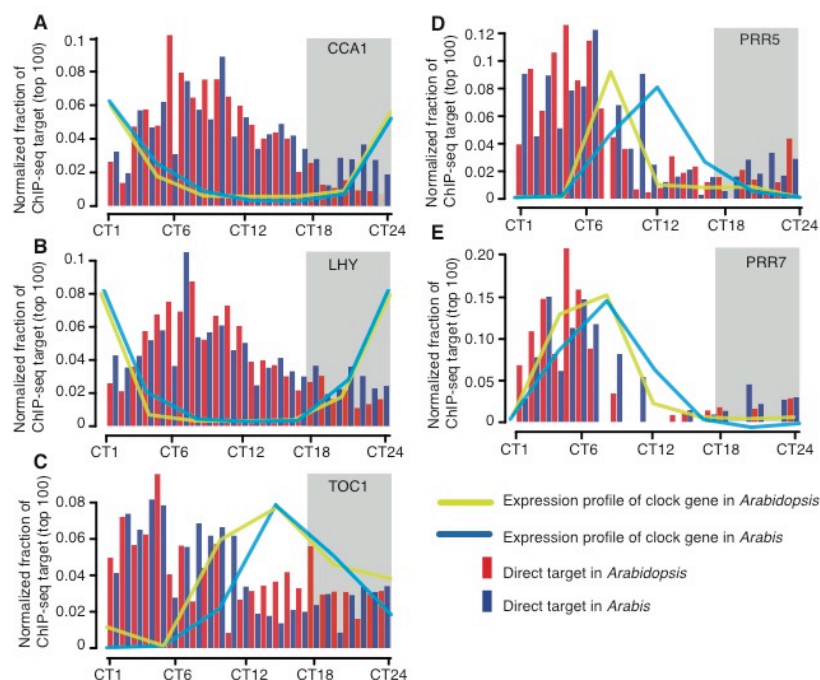 A
Normalized fraction of
ChIP-seq target (top 100)
0.1
0.08
0.06
0.04
0.02
0
CCA1
CT1
CT6
CT12
CT18
CT24
B
Normalized fraction of
ChIP-seq target (top 100)
0.1
0.08
0.06
0.04
0.02
0
LHY
CT1
CT6
CT12
CT18
CT24
C
Normalized fraction of
ChIP-seq target (top 100)
0.08
0.06
0.04
0.02
0
TOC1
CT1
CT6
CT12
CT18
CT24
D
Normalized fraction of
ChIP-seq target (top 100)
0.12
0.1
0.08
0.06
0.04
0.02
0
PRR5
CT1
CT6
CT12
CT18
CT24
E
Normalized fraction of
ChIP-seq target (top 100)
0.20
0.15
0.10
0.05
0
PRR7
CT1
CT6
CT12
CT18
CT24
Expression profile of clock gene in Arabidopsis
Expression profile of clock gene in Arabis
Direct target in Arabidopsis
Direct target in Arabis